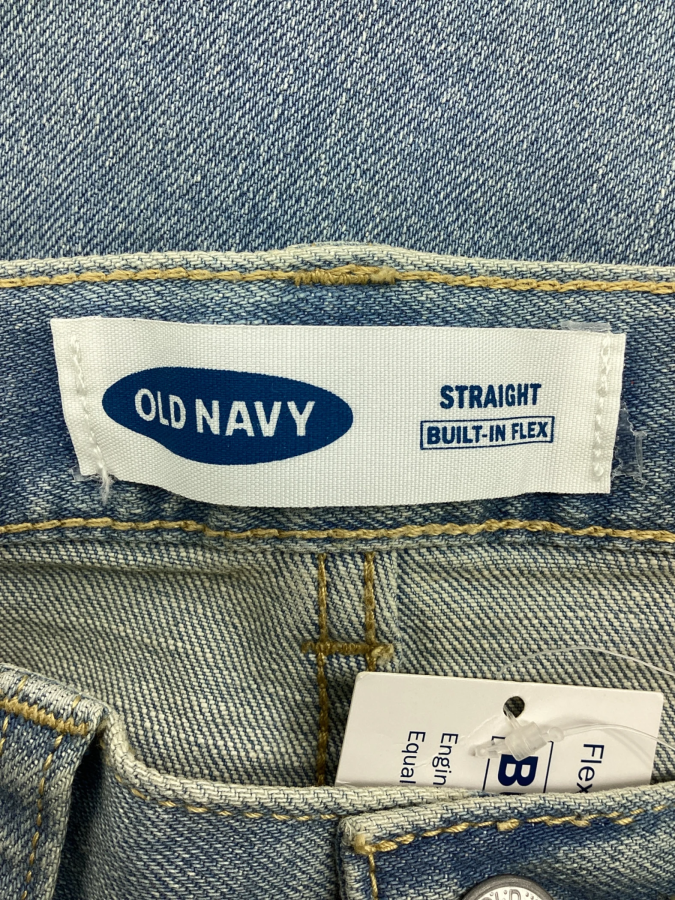 OLD NAVY
STRAIGHT
BUILT-IN FLEX
Flex
Engin
Equal